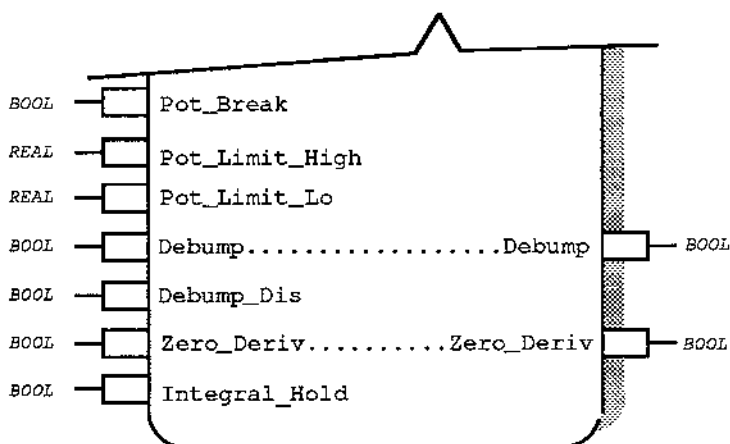 BOOL Pot_Break
REAL Pot_Limit_High
REAL Pot_Limit_Lo
BOOL Debump...................Debump BOOL
BOOL Debump_Dis
BOOL Zero_Deriv..........Zero_Deriv BOOL
BOOL Integral_Hold